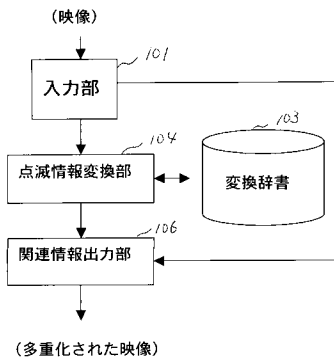 (映像)
101
入力部
104
点滅情報変換部
103
変換辞書
106
関連情報出力部
(多重化された映像)